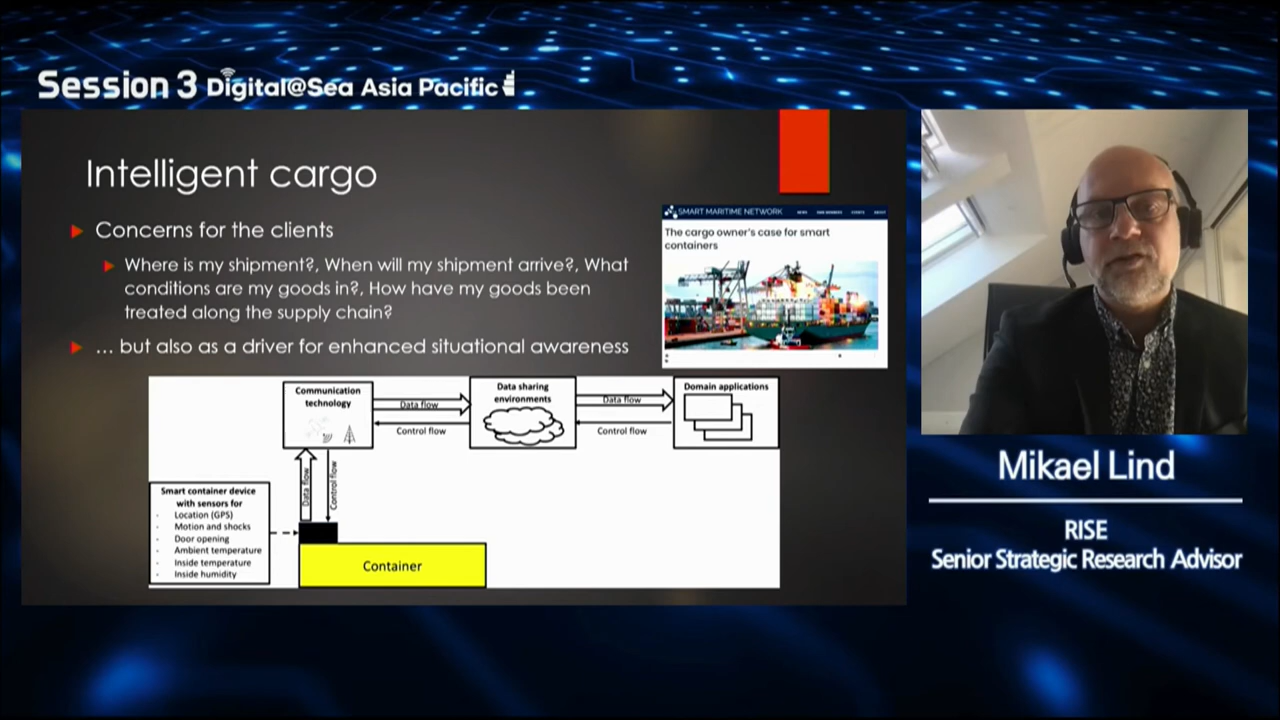 Session 3 Digital@Sea Asia Pacific
Intelligent cargo
Concerns for the clients
Where is my shipment?, When will my shipment arrive?, What
conditions are my goods in?, How have my goods been
treated along the supply chain?
... but also as a driver for enhanced situational awareness
SMART MARITIME NETWORK
NEWS
EVENTS
ABOUT
The cargo owner's case for smart
containers
Communication
technology
Data flow
Control flow
Data sharing
environments
Data flow
Control flow
Domain applications
Data flow
Control flow
Smart container device
with sensors for
- Location (GPS)
- Motion and shocks
- Door opening
- Ambient temperature
- Inside temperature
- Inside humidity
Container
Mikael Lind
RISE
Senior Strategic Research Advisor